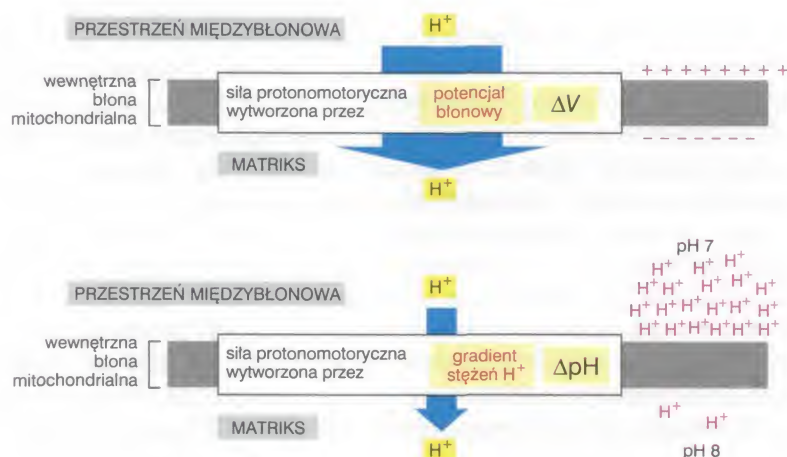 PRZESTRZEŃ MIĘDZYBŁONOWA
H⁺
wewnętrzna
błona
mitochondrialna
siła protonomotoryczna
wytworzona przez
potencjał
błonowy
ΔV
+ + + + + + + +
– – – – – – –
MATRIKS
H⁺
pH 7
H⁺ H⁺ H⁺
H⁺ H⁺ H⁺ H⁺
H⁺ H⁺ H⁺ H⁺ H⁺
H⁺ H⁺ H⁺ H⁺ H⁺ H⁺
PRZESTRZEŃ MIĘDZYBŁONOWA
H⁺
wewnętrzna
błona
mitochondrialna
siła protonomotoryczna
wytworzona przez
gradient
stężeń H⁺
ΔpH
MATRIKS
H⁺
H⁺ H⁺
pH 8